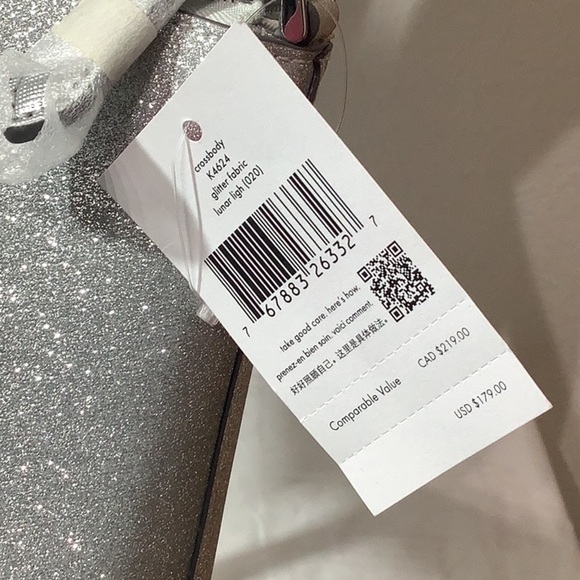 crossbody
K4624
glitter fabric
lunar ligh (020)
7 67883 26332 7
take good care. here's how.
prenez-en bien soin. voici comment.
好好照顾自己。这里是具体做法。
Comparable Value CAD $219.00
USD $179.00